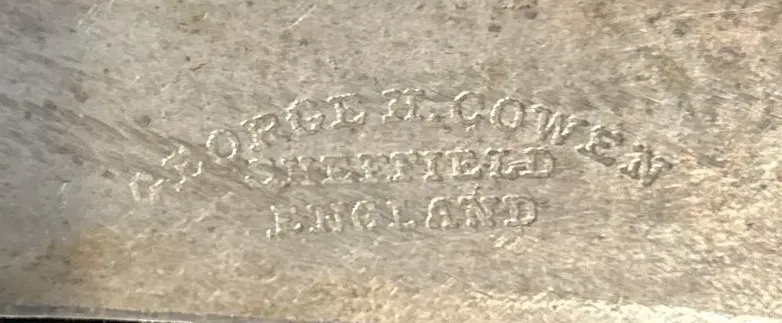 GEORGE H. COWEN
SHEFFIELD
ENGLAND